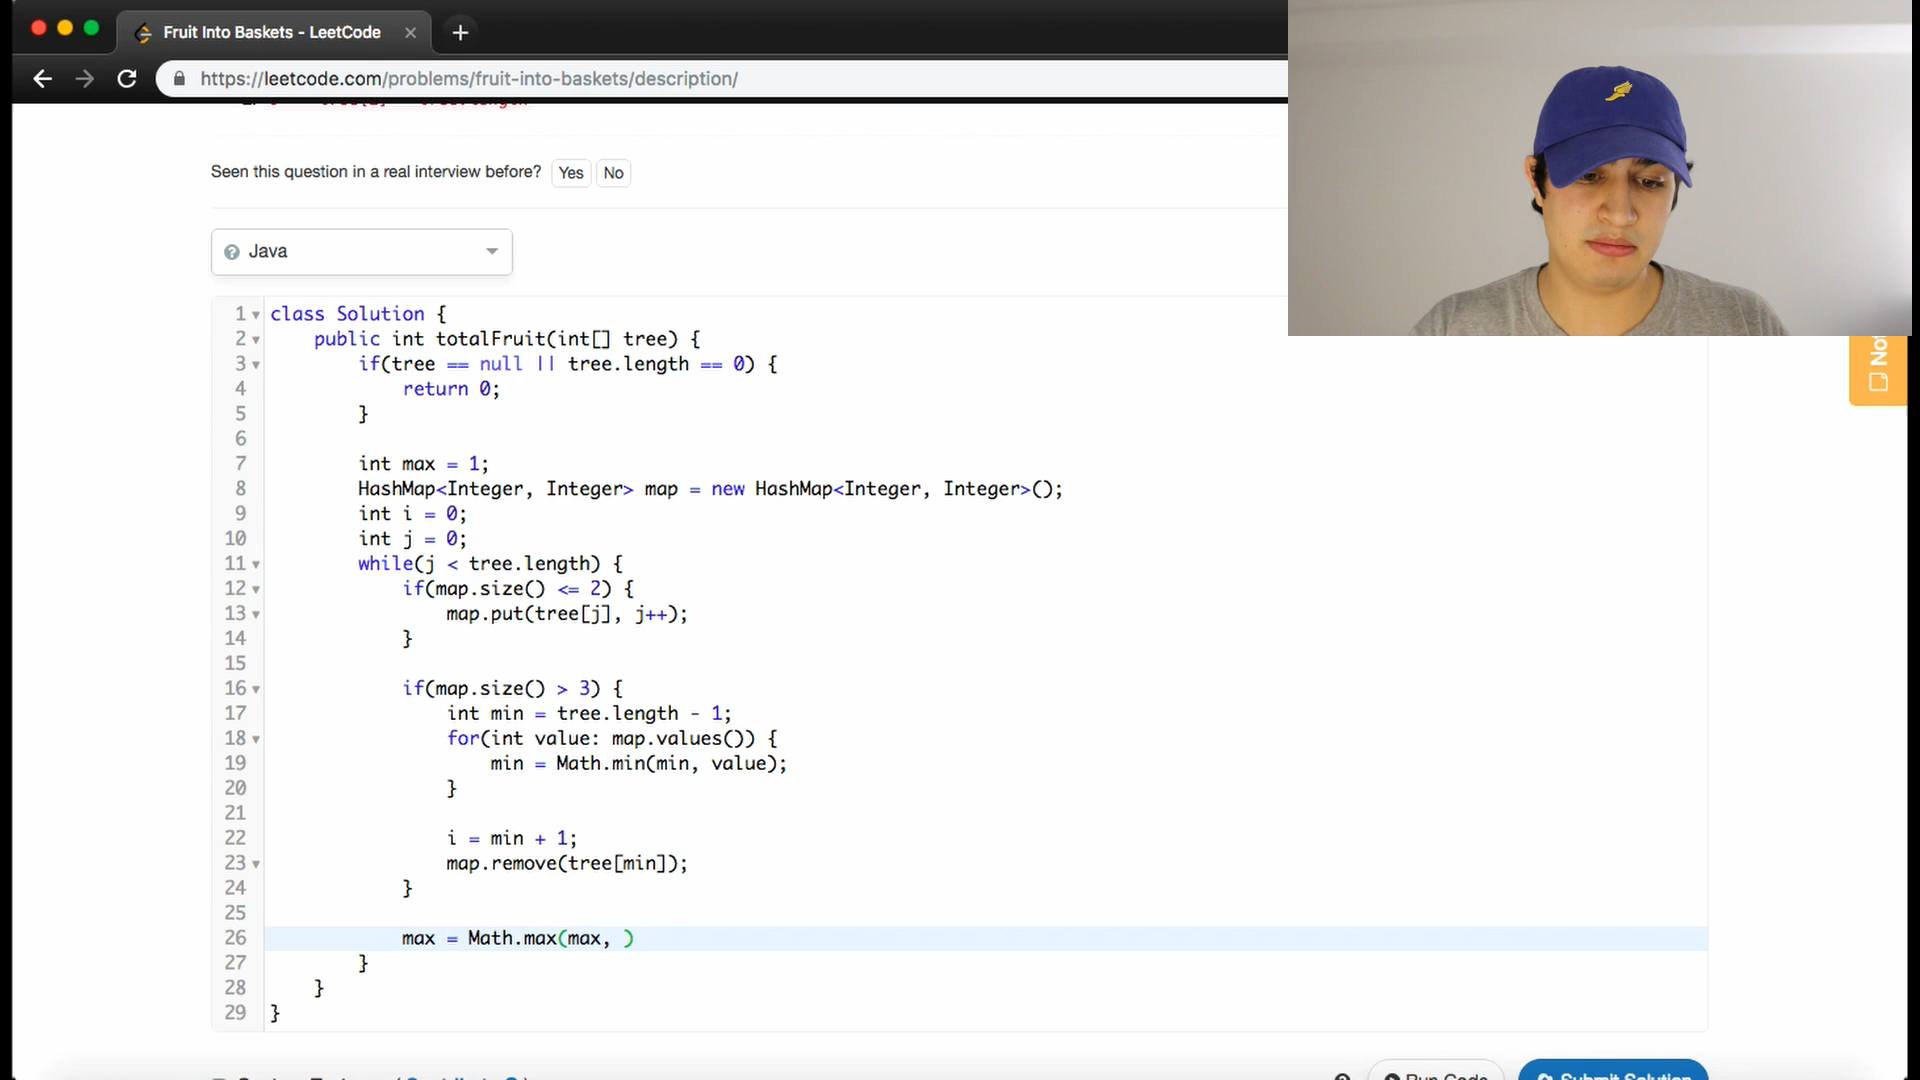 Fruit Into Baskets - LeetCode
https://leetcode.com/problems/fruit-into-baskets/description/
Seen this question in a real interview before? Yes No
Java
1 class Solution {
2 public int totalFruit(int[] tree) {
3 if(tree == null || tree.length == 0) {
4 return 0;
5 }
6
7 int max = 1;
8 HashMap<Integer, Integer> map = new HashMap<Integer, Integer>();
9 int i = 0;
10 int j = 0;
11 while(j < tree.length) {
12 if(map.size() <= 2) {
13 map.put(tree[j], j++);
14 }
15
16 if(map.size() > 3) {
17 int min = tree.length - 1;
18 for(int value: map.values()) {
19 min = Math.min(min, value);
20 }
21
22 i = min + 1;
23 map.remove(tree[min]);
24 }
25
26 max = Math.max(max, )
27 }
28 }
29 }
Run Code
Submit Solution